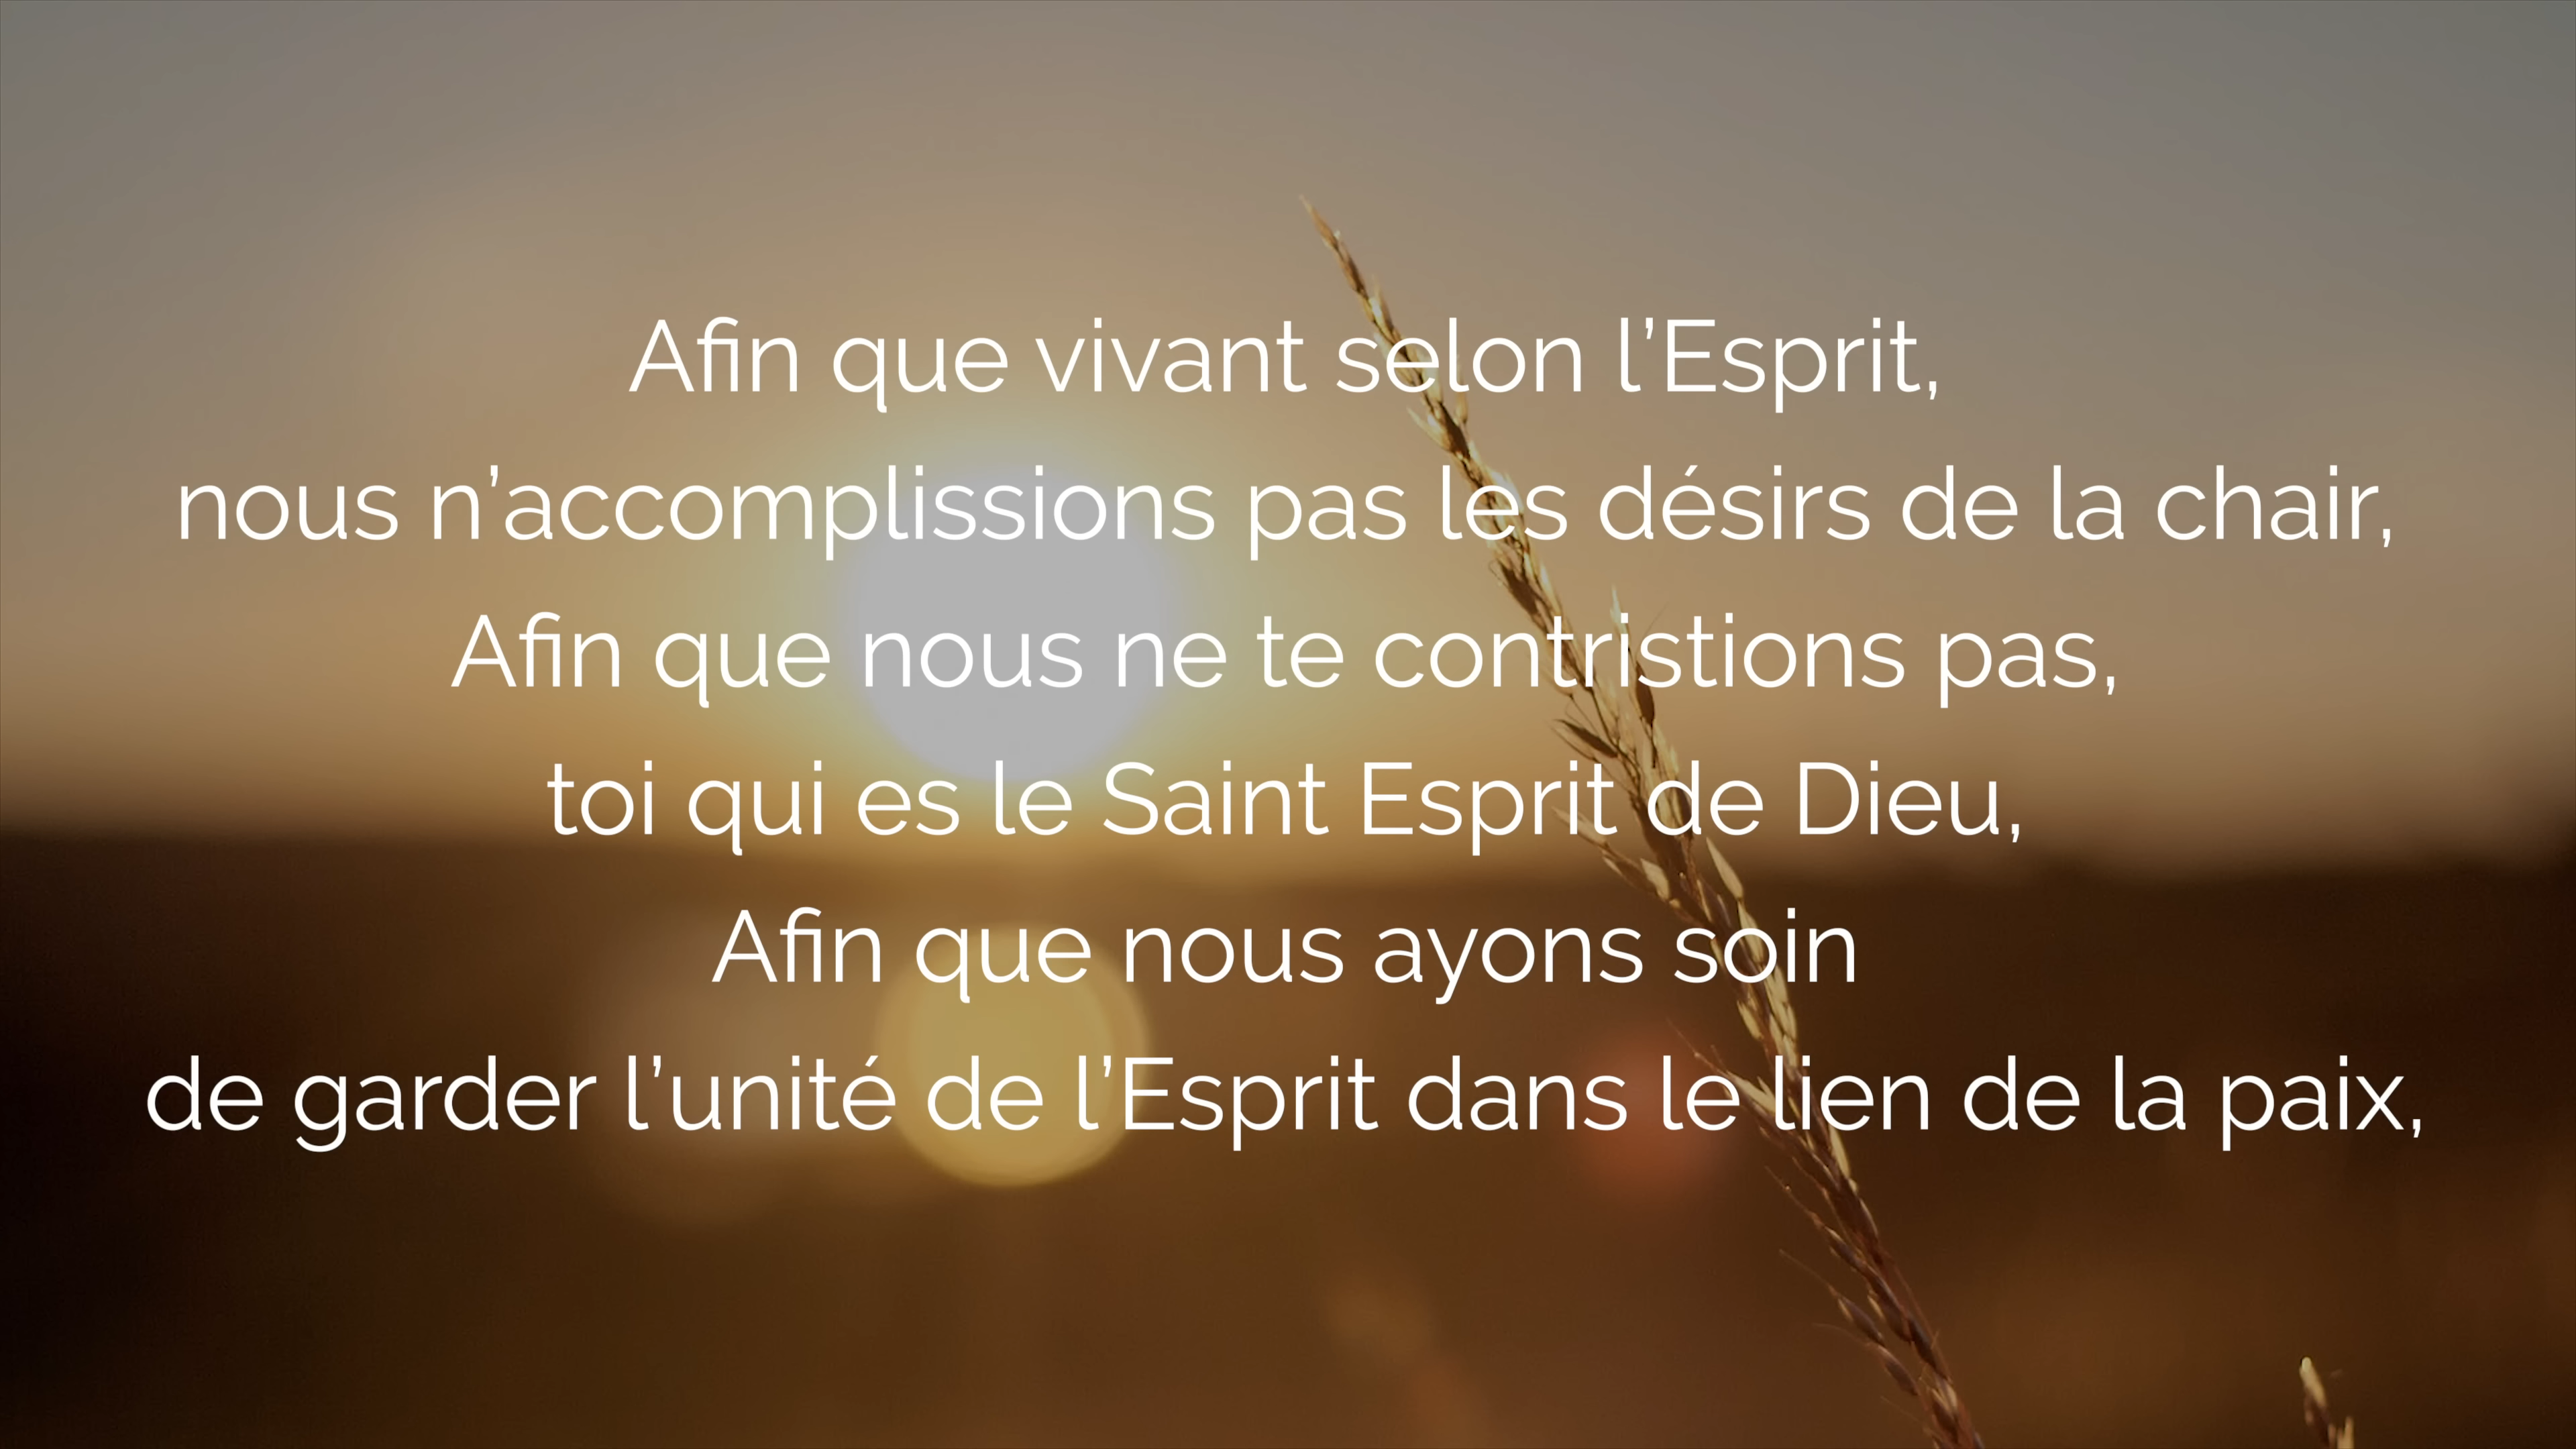 Afin que vivant selon l’Esprit,
nous n’accomplissions pas les désirs de la chair,
Afin que nous ne te contristions pas,
toi qui es le Saint Esprit de Dieu,
Afin que nous ayons soin
de garder l’unité de l’Esprit dans le lien de la paix,